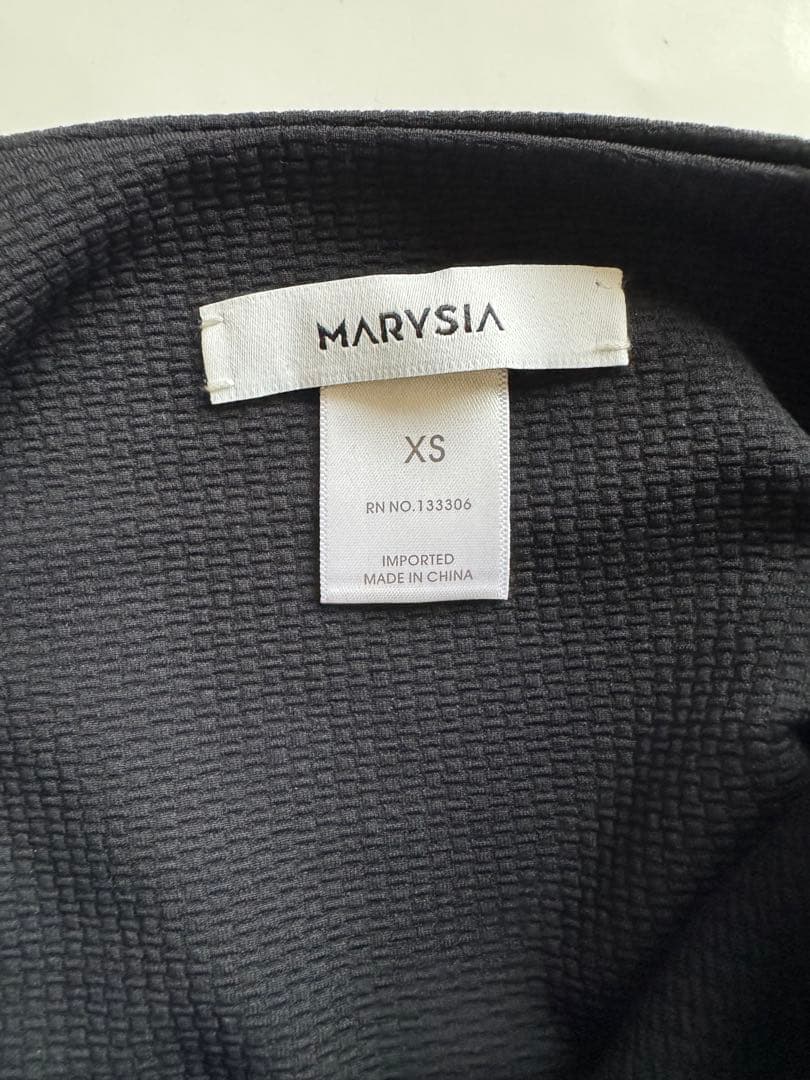 MARYSIA
XS
RN NO.133306
IMPORTED
MADE IN CHINA